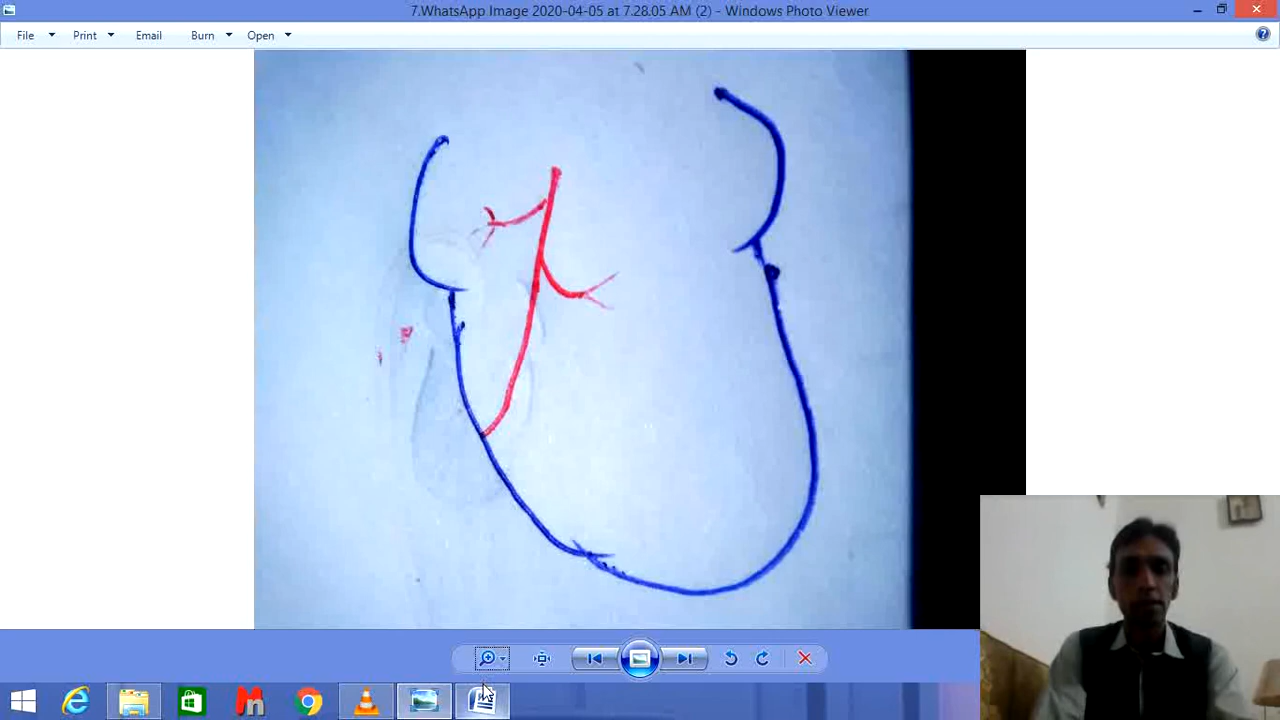 7.WhatsApp Image 2020-04-05 at 7.28.05 AM (2) - Windows Photo Viewer
File Print Email Burn Open